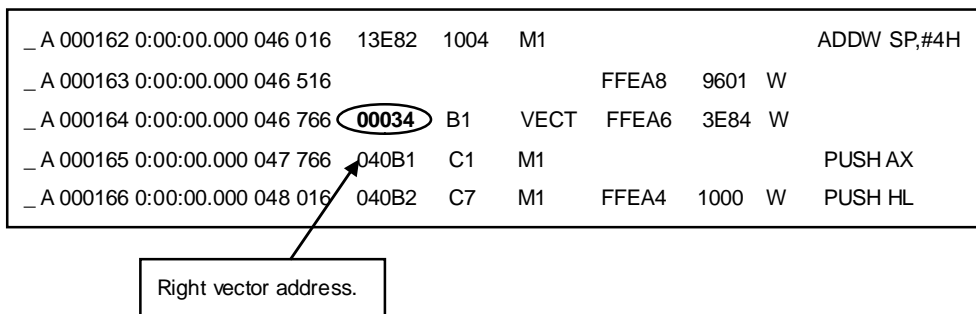 _ A 000162 0:00:00.000 046 016 13E82 1004 M1 ADDW SP,#4H
_ A 000163 0:00:00.000 046 516 FFEA8 9601 W
_ A 000164 0:00:00.000 046 766 00034 B1 VECT FFEA6 3E84 W
_ A 000165 0:00:00.000 047 766 040B1 C1 M1 PUSH AX
_ A 000166 0:00:00.000 048 016 040B2 C7 M1 FFEA4 1000 W PUSH HL
Right vector address.